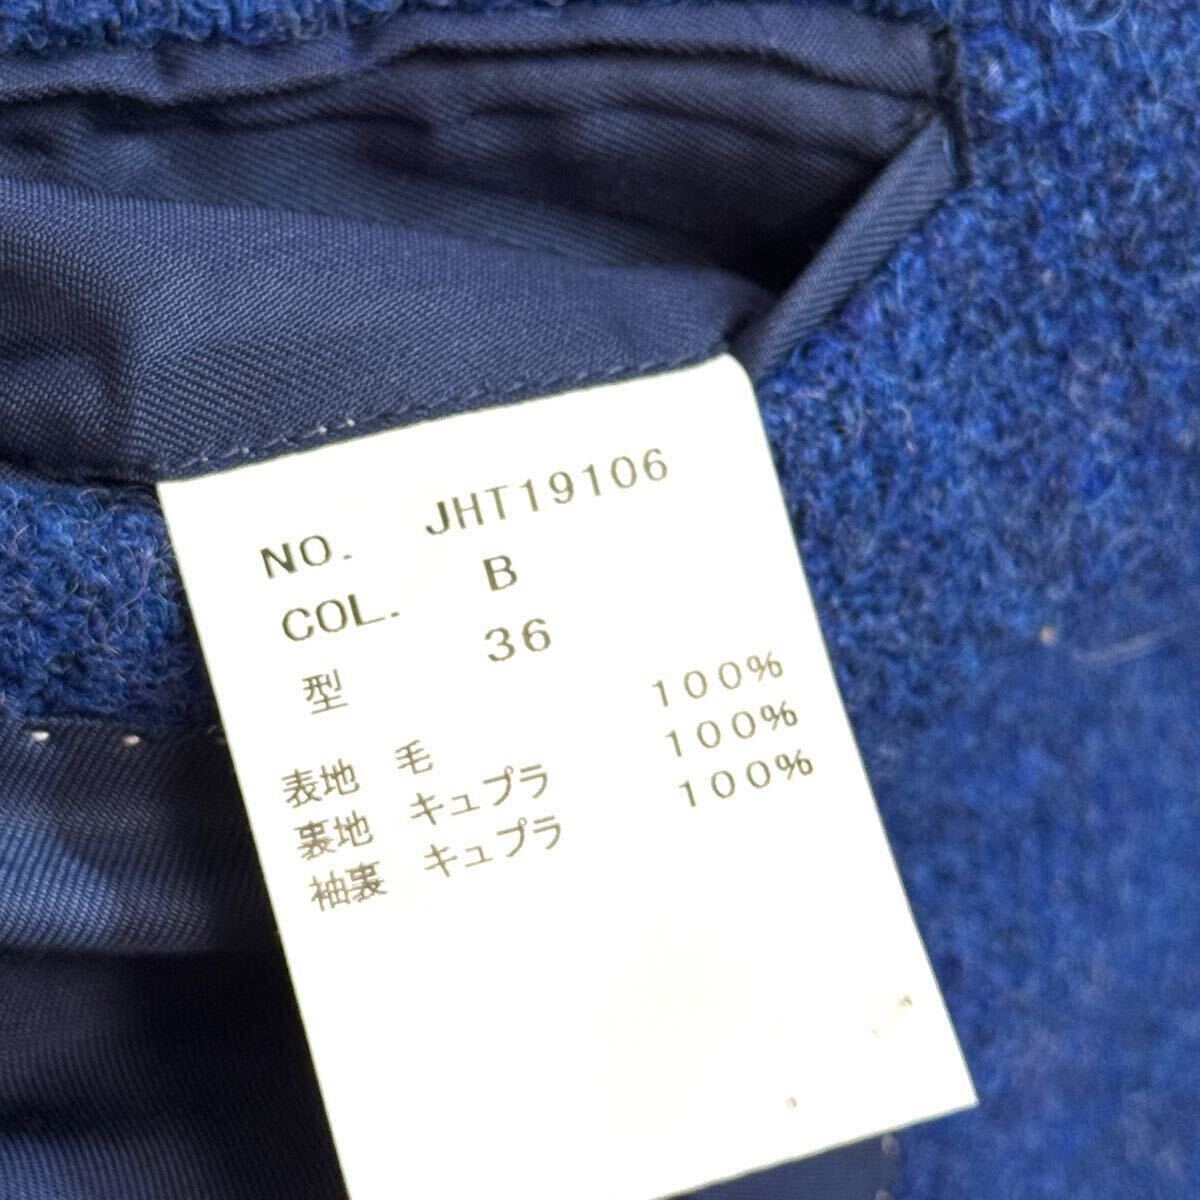 NO. JHT19106
COL. B
型 36
表地 毛 100%
裏地 キュプラ 100%
袖裏 キュプラ 100%